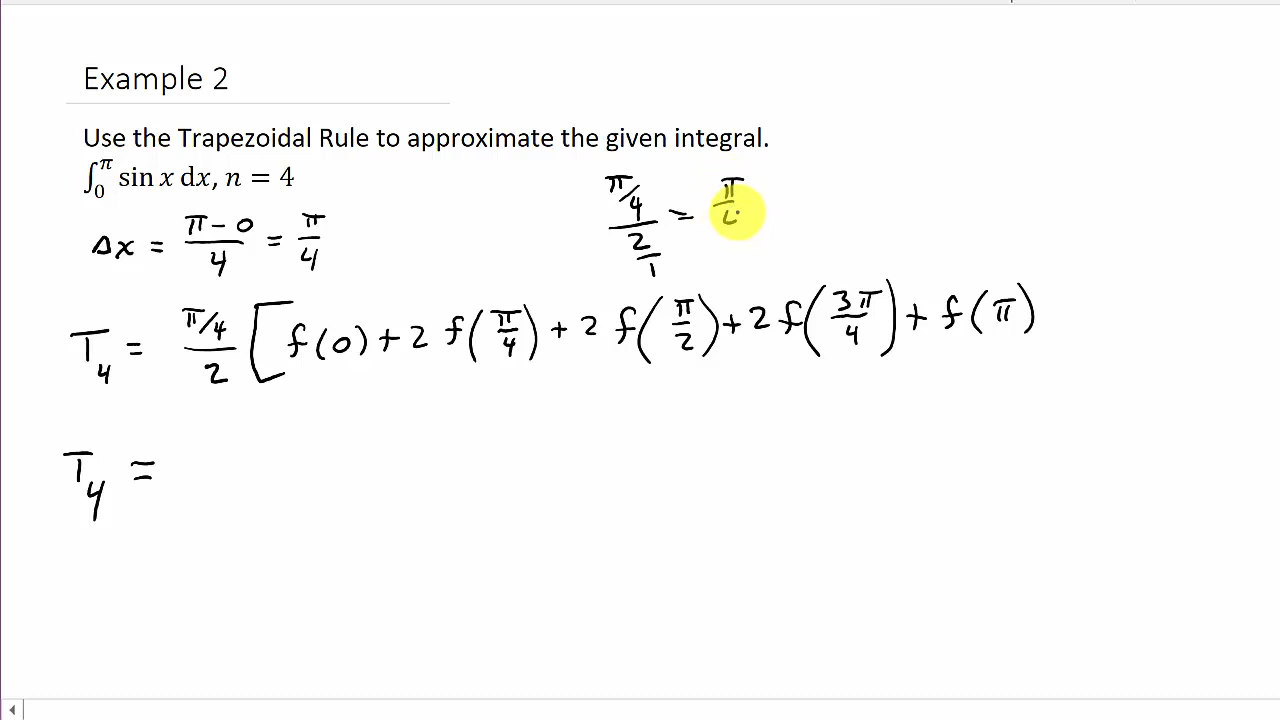 Example 2
Use the Trapezoidal Rule to approximate the given integral.
∫₀^π sin x dx, n = 4
Δx = (π − 0)/4 = π/4
(π/4)/(2/1) = π/
T₄ = (π/4)/2 [f(0) + 2 f(π/4) + 2 f(π/2) + 2 f(3π/4) + f(π)
T₄ =